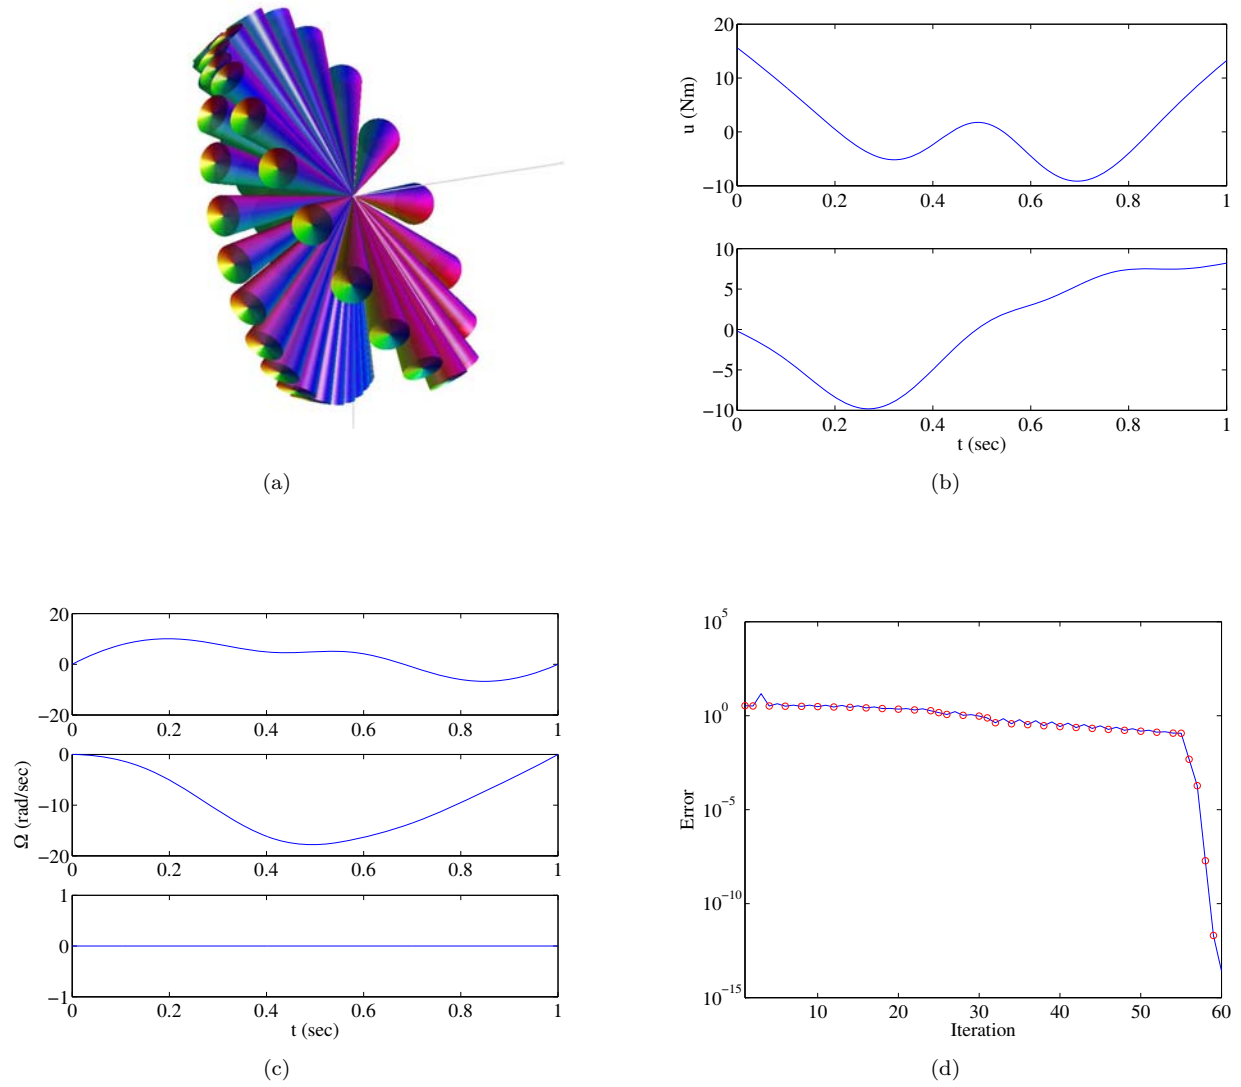 20
10
0
−10
u (Nm)
0 0.2 0.4 0.6 0.8 1
10
5
0
−5
−10
0 0.2 0.4 0.6 0.8 1
t (sec)
(a)
(b)
20
0
−20
0 0.2 0.4 0.6 0.8 1
0
−10
−20
Ω (rad/sec)
0 0.2 0.4 0.6 0.8 1
1
0
−1
0 0.2 0.4 0.6 0.8 1
t (sec)
(c)
10^5
10^0
10^−5
10^−10
10^−15
Error
10 20 30 40 50 60
Iteration
(d)